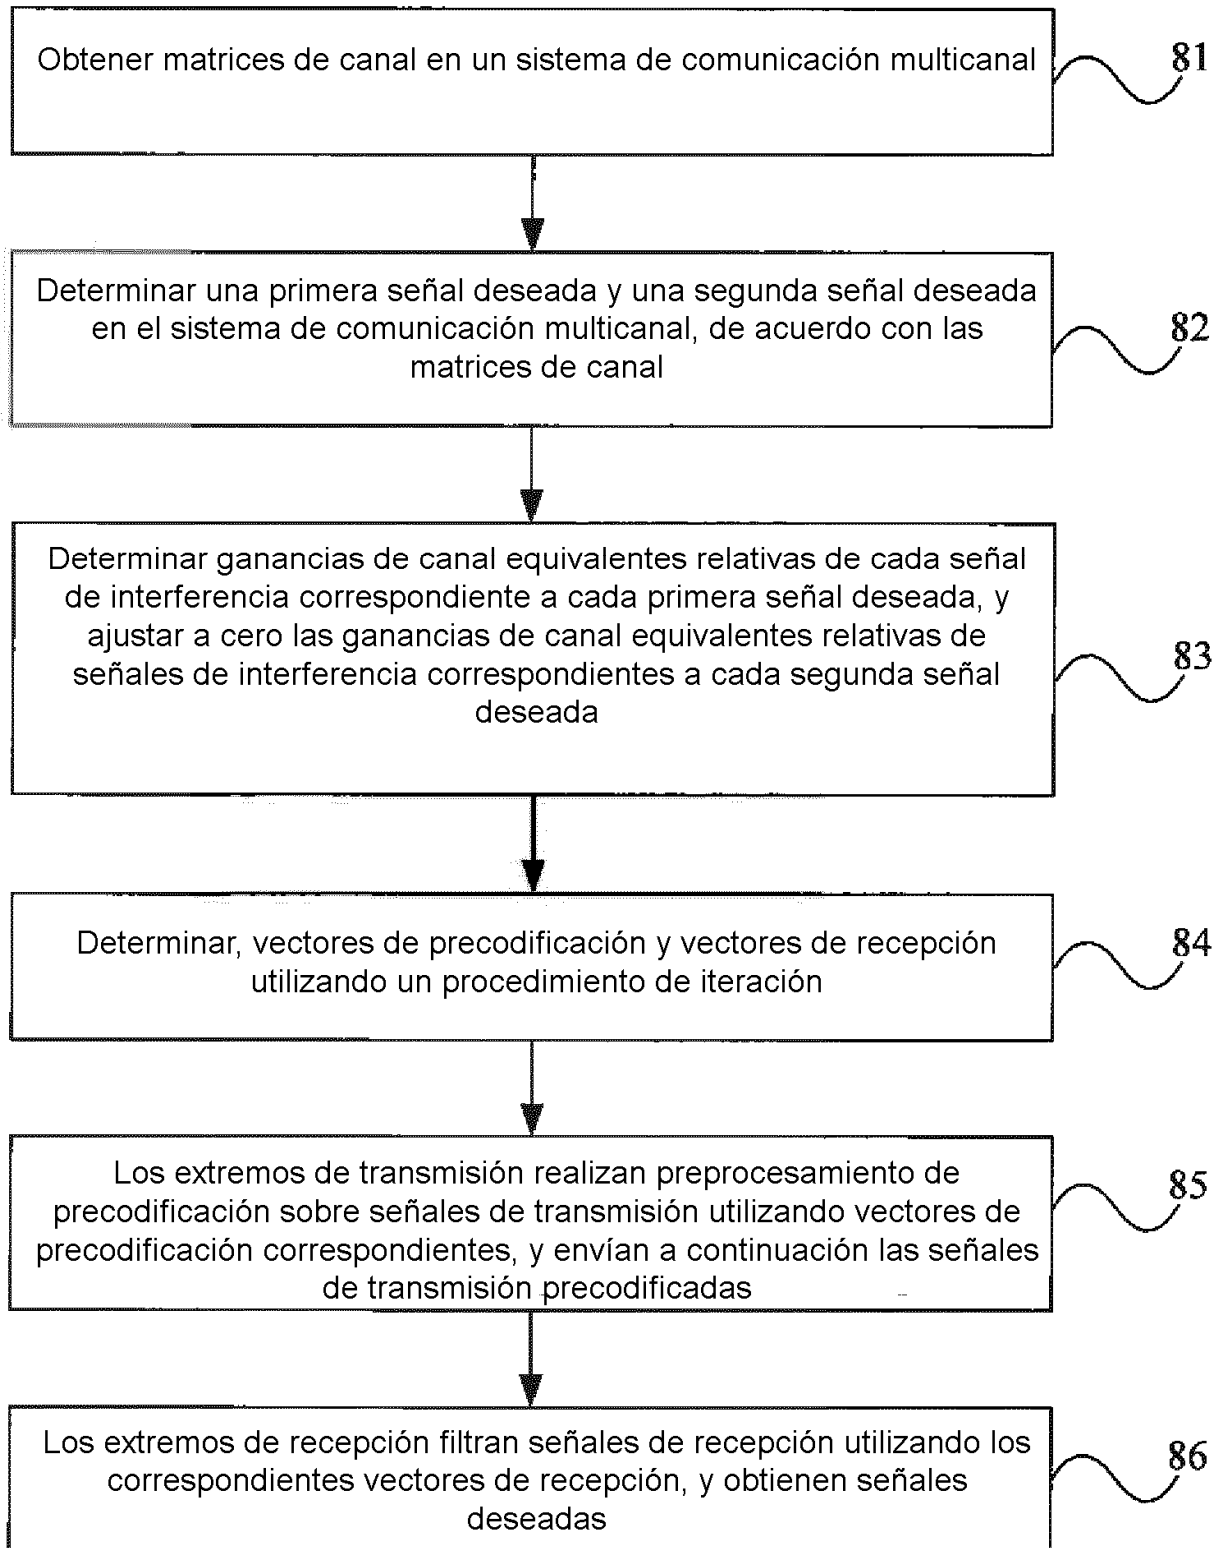 Obtener matrices de canal en un sistema de comunicación multicanal
81
Determinar una primera señal deseada y una segunda señal deseada
en el sistema de comunicación multicanal, de acuerdo con las
matrices de canal
82
Determinar ganancias de canal equivalentes relativas de cada señal
de interferencia correspondiente a cada primera señal deseada, y
ajustar a cero las ganancias de canal equivalentes relativas de
señales de interferencia correspondientes a cada segunda señal
deseada
83
Determinar, vectores de precodificación y vectores de recepción
utilizando un procedimiento de iteración
84
Los extremos de transmisión realizan preprocesamiento de
precodificación sobre señales de transmisión utilizando vectores de
precodificación correspondientes, y envían a continuación las señales
de transmisión precodificadas
85
Los extremos de recepción filtran señales de recepción utilizando los
correspondientes vectores de recepción, y obtienen señales
deseadas
86